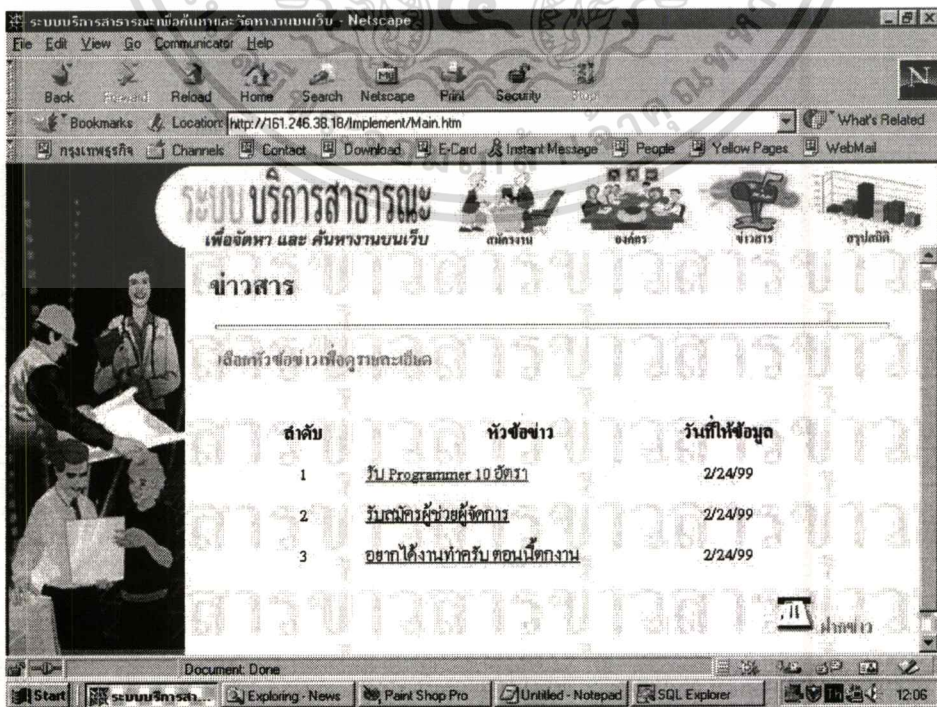 ระบบบริการสาธารณะเพื่อค้นหาและจัดหางานบนเว็บ - Netscape
File Edit View Go Communicator Help
Back Forward Reload Home Search Netscape Print Security Stop
Bookmarks Location: http://161.246.38.18/Implement/Main.htm What's Related
กรุงเทพธุรกิจ Channels Contact Download E-Card Instant Message People Yellow Pages WebMail
ระบบบริการสาธารณะ
เพื่อจัดหา และ ค้นหางานบนเว็บ
สมัครงาน องค์กร ข่าวสาร สรุปสถิติ
ข่าวสาร
เลือกหัวข้อข่าวเพื่อดูรายละเอียด
ลำดับ หัวข้อข่าว วันที่ให้ข้อมูล
1 รับ Programmer 10 อัตรา 2/24/99
2 รับสมัครผู้ช่วยผู้จัดการ 2/24/99
3 อยากได้งานทำครับ ตอนนี้ตกงาน 2/24/99
ฝากข่าว
Document: Done
Start ระบบบริการสา... Exploring - News Paint Shop Pro Untitled - Notepad SQL Explorer 12:06